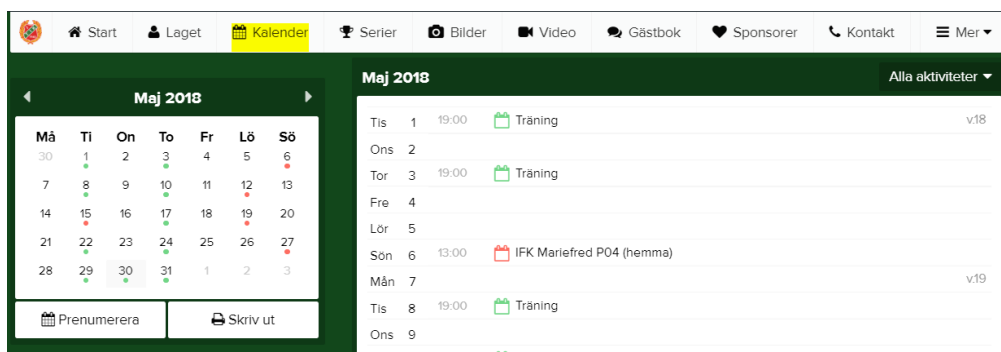 Start Laget Kalender Serier Bilder Video Gästbok Sponsorer Kontakt Mer
Maj 2018
Må Ti On To Fr Lö Sö
30 1 2 3 4 5 6
7 8 9 10 11 12 13
14 15 16 17 18 19 20
21 22 23 24 25 26 27
28 29 30 31 1 2 3
Prenumerera Skriv ut
Maj 2018 Alla aktiviteter
Tis 1 19:00 Träning v.18
Ons 2
Tor 3 19:00 Träning
Fre 4
Lör 5
Sön 6 13:00 IFK Mariefred P04 (hemma)
Mån 7 v.19
Tis 8 19:00 Träning
Ons 9